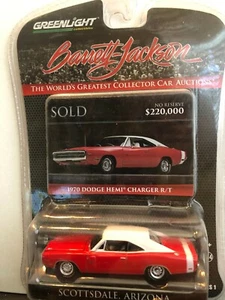 GREENLIGHT
Barrett-Jackson
THE WORLD'S GREATEST COLLECTOR CAR AUCTIONS
SOLD
NO RESERVE
$220,000
1970 DODGE HEMI® CHARGER R/T
SCOTTSDALE, ARIZONA